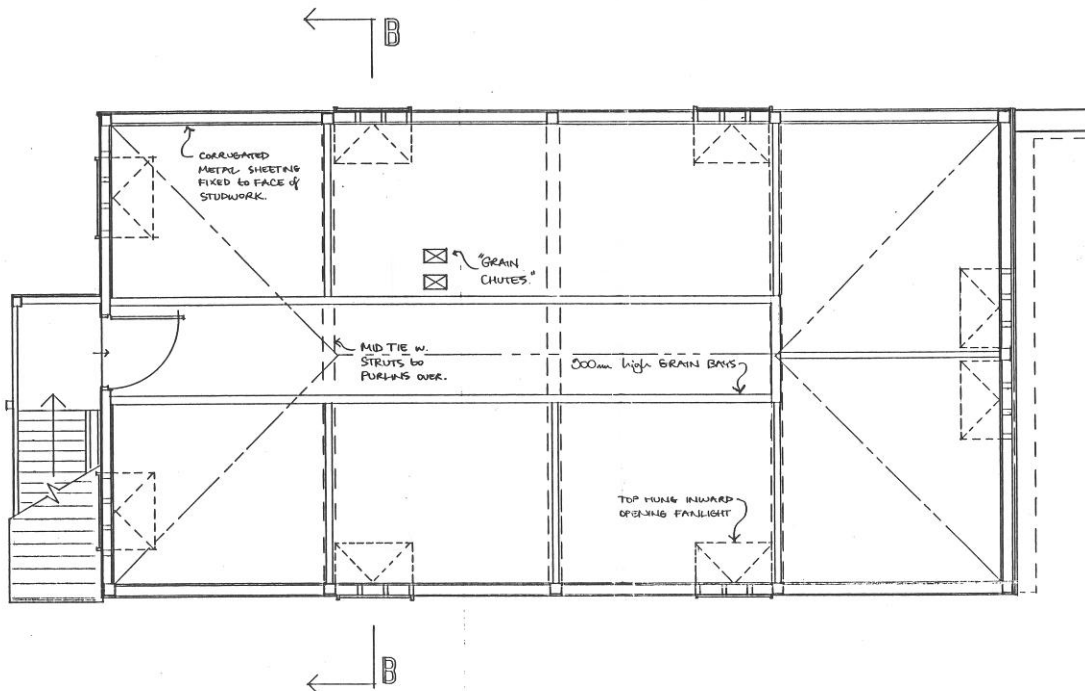 B
CORRUGATED
METAL SHEETING
FIXED to FACE of
STUDWORK.
"GRAIN
CHUTES."
MID TIE W.
STRUTS to
PURLINS OVER.
high GRAIN BAYS
TOP HUNG INWARD
OPENING FANLIGHT
B